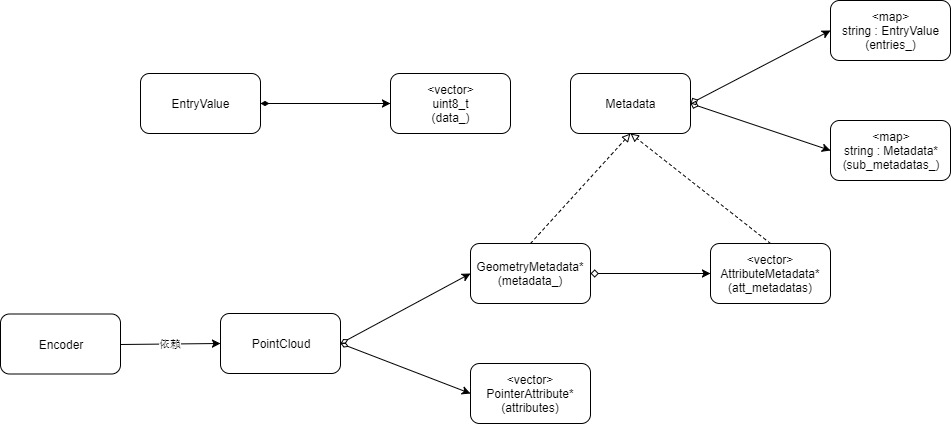 <map>
string : EntryValue
(entries_)
EntryValue
<vector>
uint8_t
(data_)
Metadata
<map>
string : Metadata*
(sub_metadatas_)
GeometryMetadata*
(metadata_)
<vector>
AttributeMetadata*
(att_metadatas)
Encoder
依赖
PointCloud
<vector>
PointerAttribute*
(attributes)